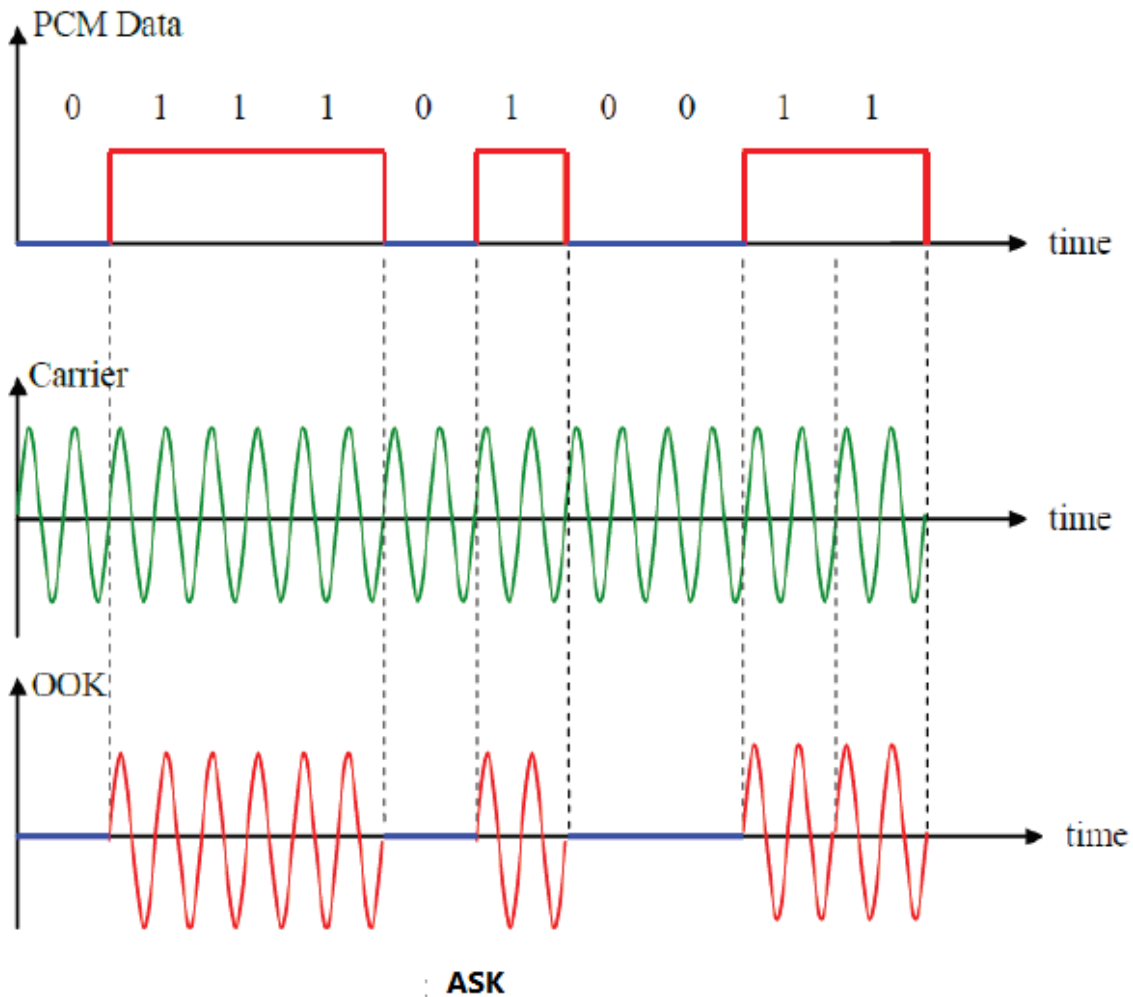 PCM Data
0 1 1 1 0 1 0 0 1 1
time
Carrier
time
OOK
time
: ASK